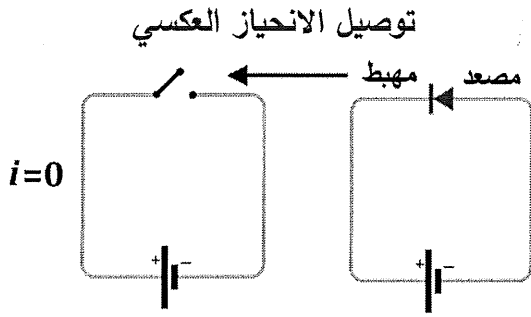 توصيل الانحياز العكسي
مصعد
مهبط
i=0
+ −
+ −